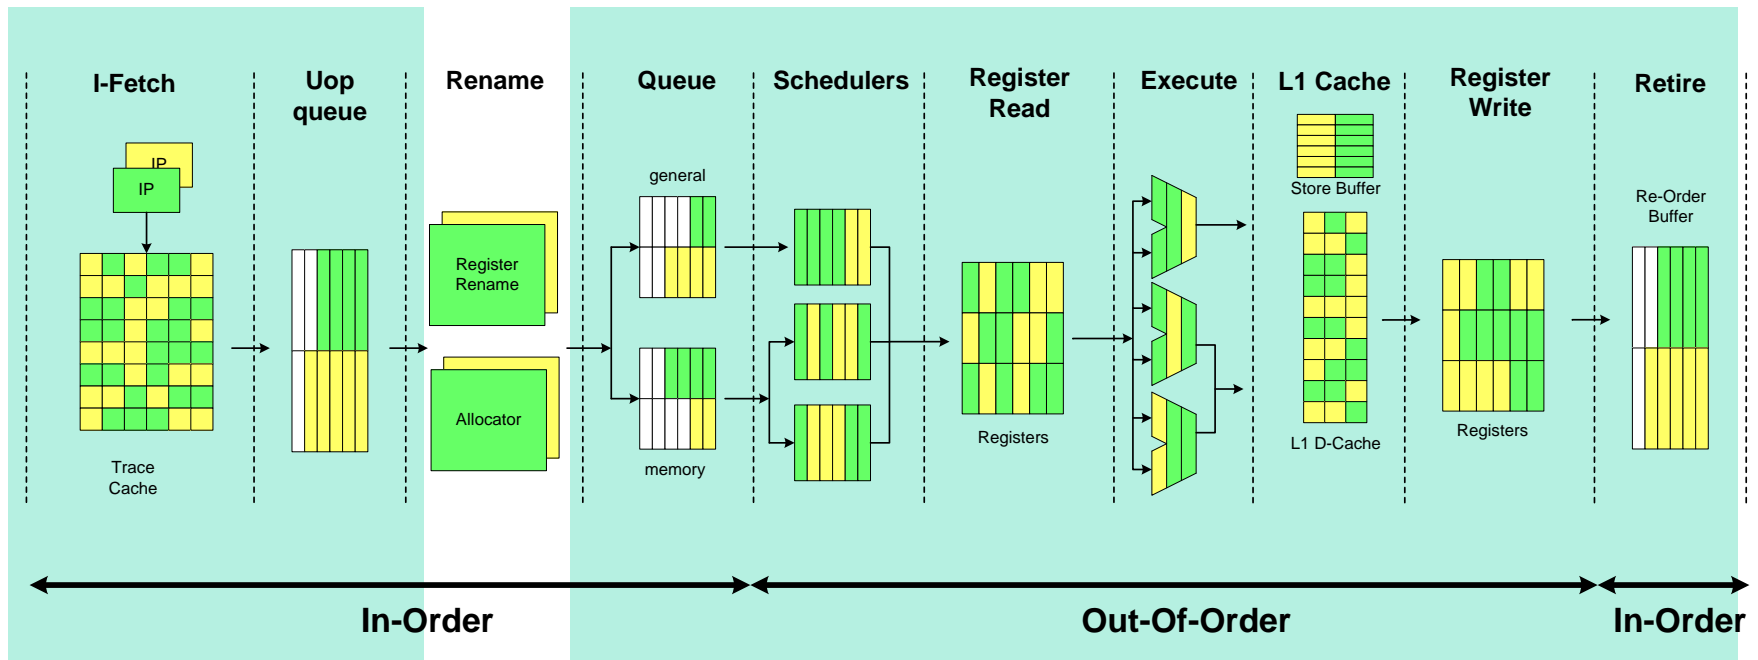 I-Fetch
Uop
queue
Rename
Queue
Schedulers
Register
Read
Execute
L1 Cache
Register
Write
Retire
IP
IP
Trace
Cache
Register
Rename
Allocator
general
memory
Registers
Store Buffer
L1 D-Cache
Registers
Re-Order
Buffer
In-Order
Out-Of-Order
In-Order